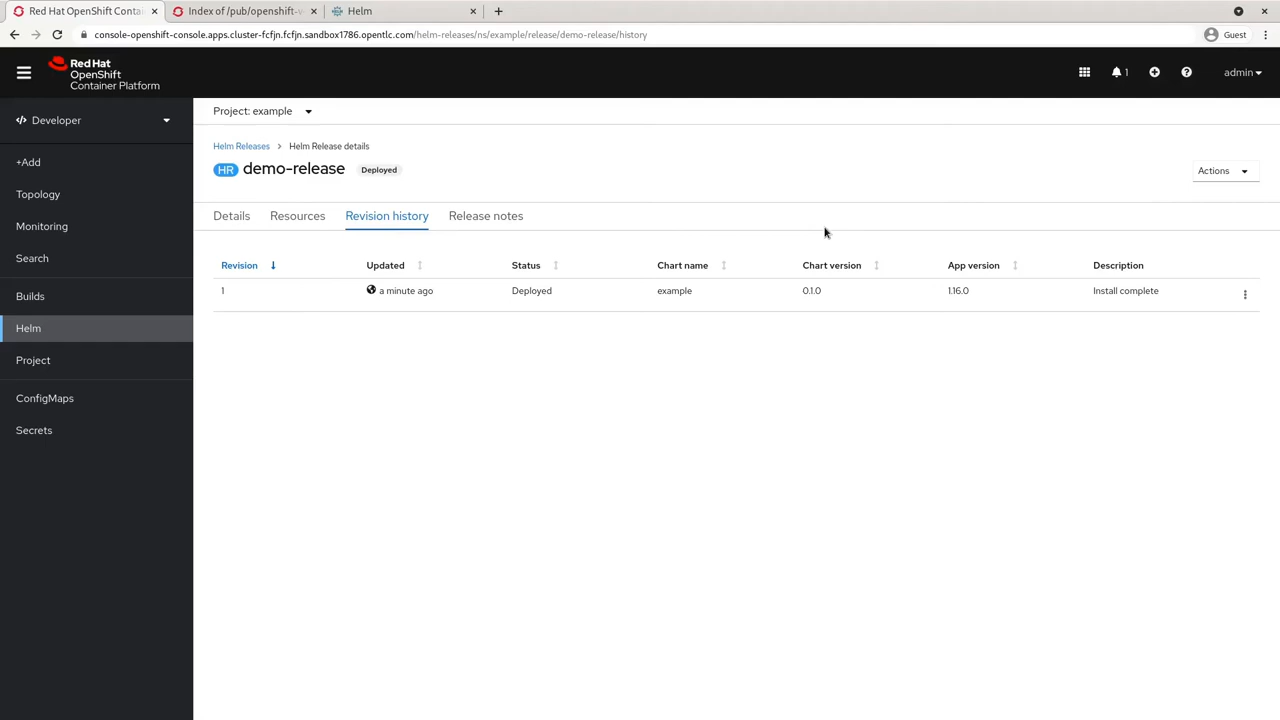 Red Hat OpenShift Contai
Index of /pub/openshift-v
Helm
console-openshift-console.apps.cluster-fcfjn.fcfjn.sandbox1786.opentlc.com/helm-releases/ns/example/release/demo-release/history
Guest
Red Hat
OpenShift
Container Platform
1
admin
Developer
+Add
Topology
Monitoring
Search
Builds
Helm
Project
ConfigMaps
Secrets
Project: example
Helm Releases > Helm Release details
HR demo-release Deployed
Actions
Details Resources Revision history Release notes
Revision Updated Status Chart name Chart version App version Description
1 a minute ago Deployed example 0.1.0 1.16.0 Install complete